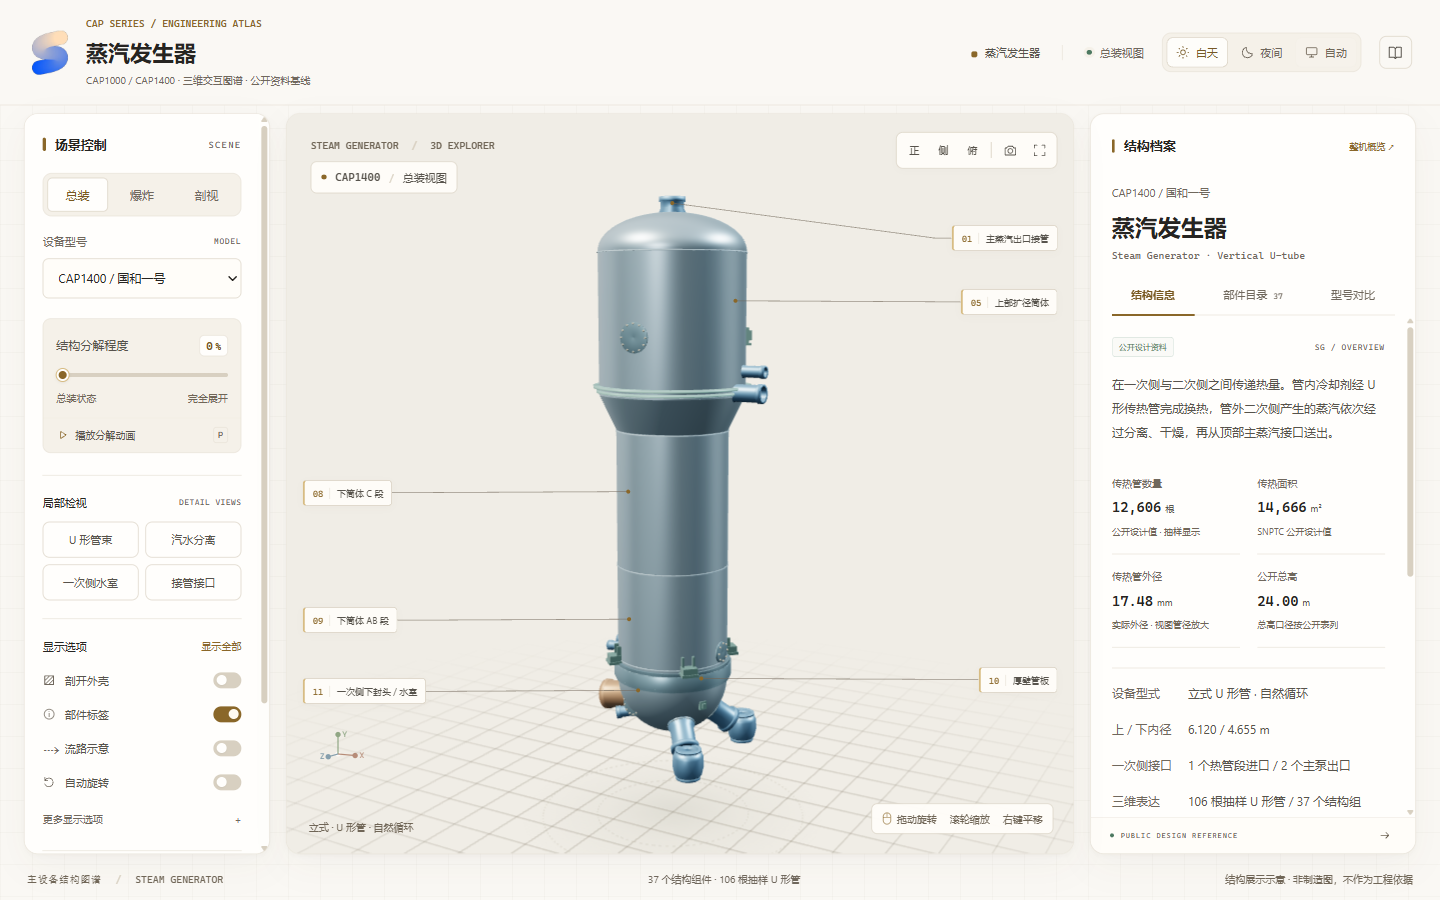 CAP SERIES / ENGINEERING ATLAS
蒸汽发生器
CAP1000 / CAP1400 · 三维交互图谱 · 公开资料基线
蒸汽发生器
总装视图
白天
夜间
自动
场景控制
SCENE
总装
爆炸
剖视
设备型号
MODEL
CAP1400 / 国和一号
结构分解程度
0 %
总装状态
完全展开
播放分解动画
P
局部检视
DETAIL VIEWS
U 形管束
汽水分离
一次侧水室
接管接口
显示选项
显示全部
剖开外壳
部件标签
流路示意
自动旋转
更多显示选项
+
STEAM GENERATOR / 3D EXPLORER
CAP1400 / 总装视图
正
侧
俯
01 主蒸汽出口接管
05 上部扩径筒体
08 下筒体 C 段
09 下筒体 AB 段
11 一次侧下封头 / 水室
10 厚壁管板
Y
Z
X
立式 · U 形管 · 自然循环
拖动旋转
滚轮缩放
右键平移
结构档案
整机概览 ↗
CAP1400 / 国和一号
蒸汽发生器
Steam Generator · Vertical U-tube
结构信息
部件目录 37
型号对比
公开设计资料
SG / OVERVIEW
在一次侧与二次侧之间传递热量。管内冷却剂经 U
形传热管完成换热，管外二次侧产生的蒸汽依次经
过分离、干燥，再从顶部主蒸汽接口送出。
传热管数量
12,606 根
公开设计值 · 抽样显示
传热面积
14,666 m²
SNPTC 公开设计值
传热管外径
17.48 mm
实际外径 · 视图管径放大
公开总高
24.00 m
总高口径按公开表列
设备型式
立式 U 形管 · 自然循环
上 / 下内径
6.120 / 4.655 m
一次侧接口
1 个热管段进口 / 2 个主泵出口
三维表达
106 根抽样 U 形管 / 37 个结构组
PUBLIC DESIGN REFERENCE
→
主设备结构图谱 / STEAM GENERATOR
37 个结构组件 · 106 根抽样 U 形管
结构展示示意 · 非制造图，不作为工程依据